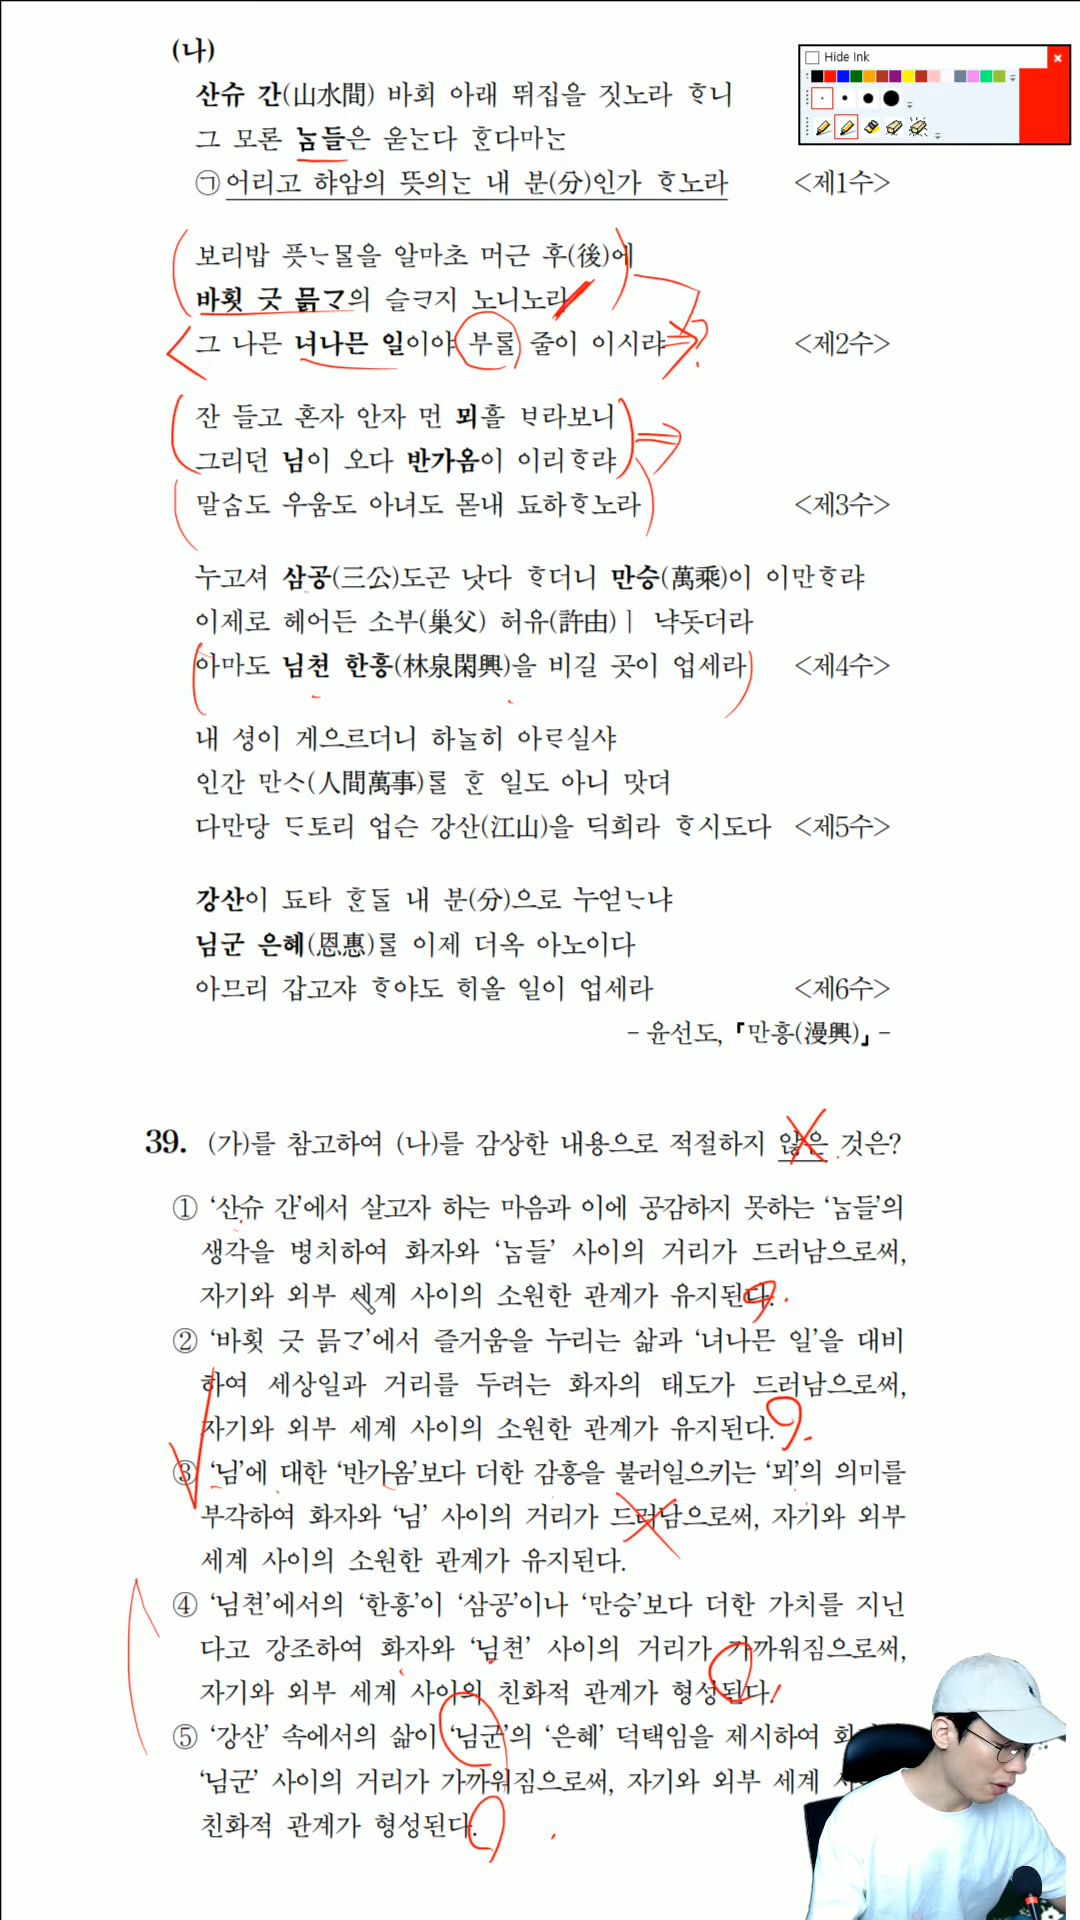 (나)
Hide Ink
산슈 간(山水間) 바회 아래 뛰집을 짓노라 ᄒᆞ니
그 모론 ᄂᆞᆷ들은 욷ᄂᆞᆫ다 ᄒᆞᆫ다마ᄂᆞᆫ
㉠ 어리고 햐암의 뜻의ᄂᆞᆫ 내 분(分)인가 ᄒᆞ노라 <제1수>
보리밥 픗ᄂᆞᄆᆞᆯ을 알마초 머근 후(後)에
바횟 긋 믉ᄀᆞ의 슬ᄏᆞ지 노니노라
그 나믄 녀나믄 일이야 부ᄅᆞᆯ 줄이 이시랴 <제2수>
잔 들고 혼자 안자 먼 뫼흘 ᄇᆞ라보니
그리던 님이 오다 반가옴이 이리ᄒᆞ랴
말ᄉᆞᆷ도 우움도 아녀도 몯내 됴하ᄒᆞ노라 <제3수>
누고셔 삼공(三公)도곤 낫다 ᄒᆞ더니 만승(萬乘)이 이만ᄒᆞ랴
이제로 헤어든 소부(巢父) 허유(許由)ㅣ 냑돗더라
아마도 님쳔 한흥(林泉閑興)을 비길 곳이 업세라 <제4수>
내 셩이 게으르더니 하ᄂᆞᆯ히 아ᄅᆞ실샤
인간 만ᄉᆞ(人間萬事)ᄅᆞᆯ ᄒᆞᆫ 일도 아니 맛뎌
다만당 ᄃᆞ토리 업슨 강산(江山)을 딕희라 ᄒᆞ시도다 <제5수>
강산이 됴타 ᄒᆞᆫᄃᆞᆯ 내 분(分)으로 누얻ᄂᆞ냐
님군 은혜(恩惠)ᄅᆞᆯ 이제 더옥 아노이다
아므리 갑고쟈 ᄒᆞ야도 ᄒᆡ올 일이 업세라 <제6수>
- 윤선도, 「만흥(漫興)」 -
39. (가)를 참고하여 (나)를 감상한 내용으로 적절하지 않은 것은?
① ‘산슈 간’에서 살고자 하는 마음과 이에 공감하지 못하는 ‘ᄂᆞᆷ들’의
생각을 병치하여 화자와 ‘ᄂᆞᆷ들’ 사이의 거리가 드러남으로써,
자기와 외부 세계 사이의 소원한 관계가 유지된다.
② ‘바횟 긋 믉ᄀᆞ’에서 즐거움을 누리는 삶과 ‘녀나믄 일’을 대비
하여 세상일과 거리를 두려는 화자의 태도가 드러남으로써,
자기와 외부 세계 사이의 소원한 관계가 유지된다.
③ ‘님’에 대한 ‘반가옴’보다 더한 감흥을 불러일으키는 ‘뫼’의 의미를
부각하여 화자와 ‘님’ 사이의 거리가 드러남으로써, 자기와 외부
세계 사이의 소원한 관계가 유지된다.
④ ‘님쳔’에서의 ‘한흥’이 ‘삼공’이나 ‘만승’보다 더한 가치를 지닌
다고 강조하여 화자와 ‘님쳔’ 사이의 거리가 가까워짐으로써,
자기와 외부 세계 사이의 친화적 관계가 형성된다.
⑤ ‘강산’ 속에서의 삶이 ‘님군’의 ‘은혜’ 덕택임을 제시하여
‘님군’ 사이의 거리가 가까워짐으로써, 자기와 외부 세계
친화적 관계가 형성된다.